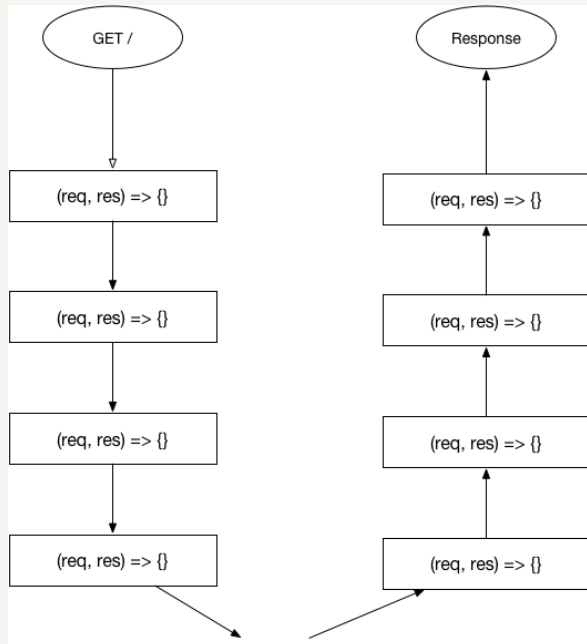 GET /
(req, res) => {}
(req, res) => {}
(req, res) => {}
(req, res) => {}
Response
(req, res) => {}
(req, res) => {}
(req, res) => {}
(req, res) => {}